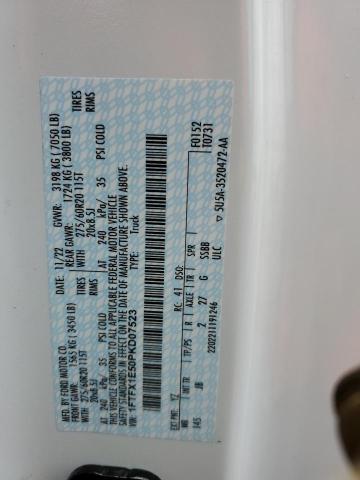 MFD. BY FORD MOTOR CO.
11/22 GVWR: 3198 KG (7050 LB)
FRONT GAWR: 1565 KG (3450 LB) REAR GAWR: 1724 KG (3800 LB)
WITH 275/60R20 115T TIRES WITH 275/60R20 115T TIRES
20x8.5J RIMS 20x8.5J RIMS
AT 240 kPa/ 35 PSI COLD AT 240 kPa/ 35 PSI COLD
THIS VEHICLE CONFORMS TO ALL APPLICABLE FEDERAL MOTOR VEHICLE
SAFETY AND THEFT PREVENTION STANDARDS IN EFFECT ON THE DATE OF MANUFACTURE SHOWN ABOVE.
VIN: 1FTFX1E50PKD07523
TYPE: Truck
F0152
T0731
EXT PNT: YZ RC: 41 DSO:
WB INT TR TP/PS R AXLE TR SPR
145 JB 2 27 G SSBB
2202211191246 ULC
5U5A-3520472-AA